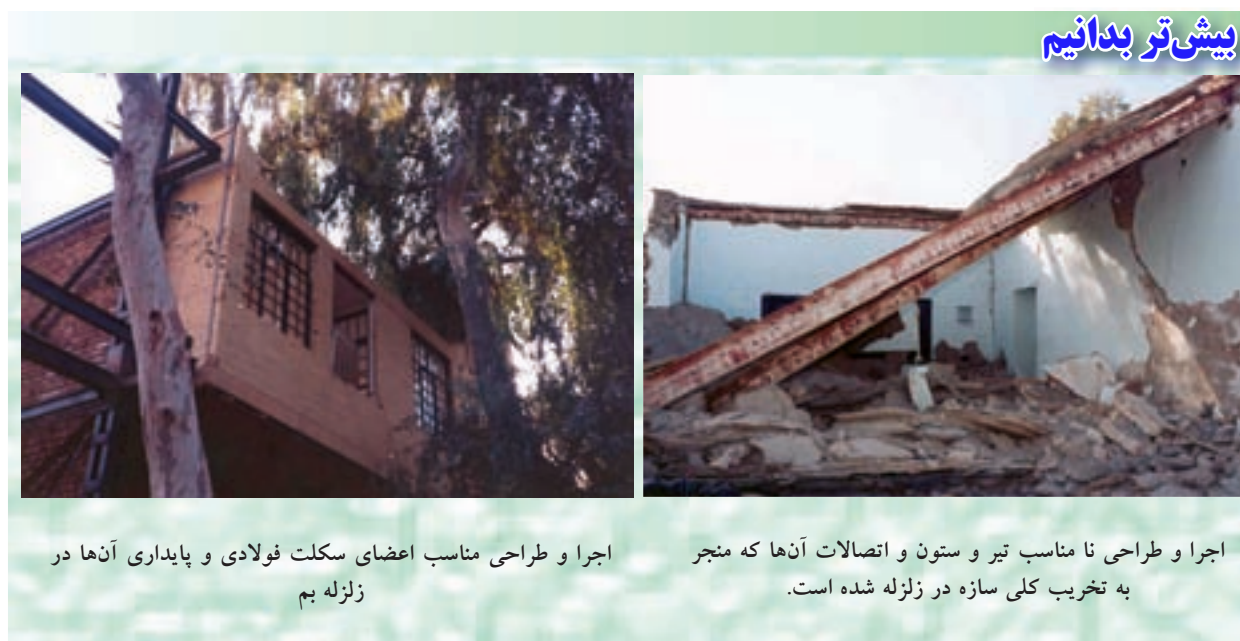 بیش‌تر بدانیم
اجرا و طراحی نا مناسب تیر و ستون و اتصالات آن‌ها که منجر
به تخریب کلی سازه در زلزله شده است.
اجرا و طراحی مناسب اعضای سکلت فولادی و پایداری آن‌ها در
زلزله بم